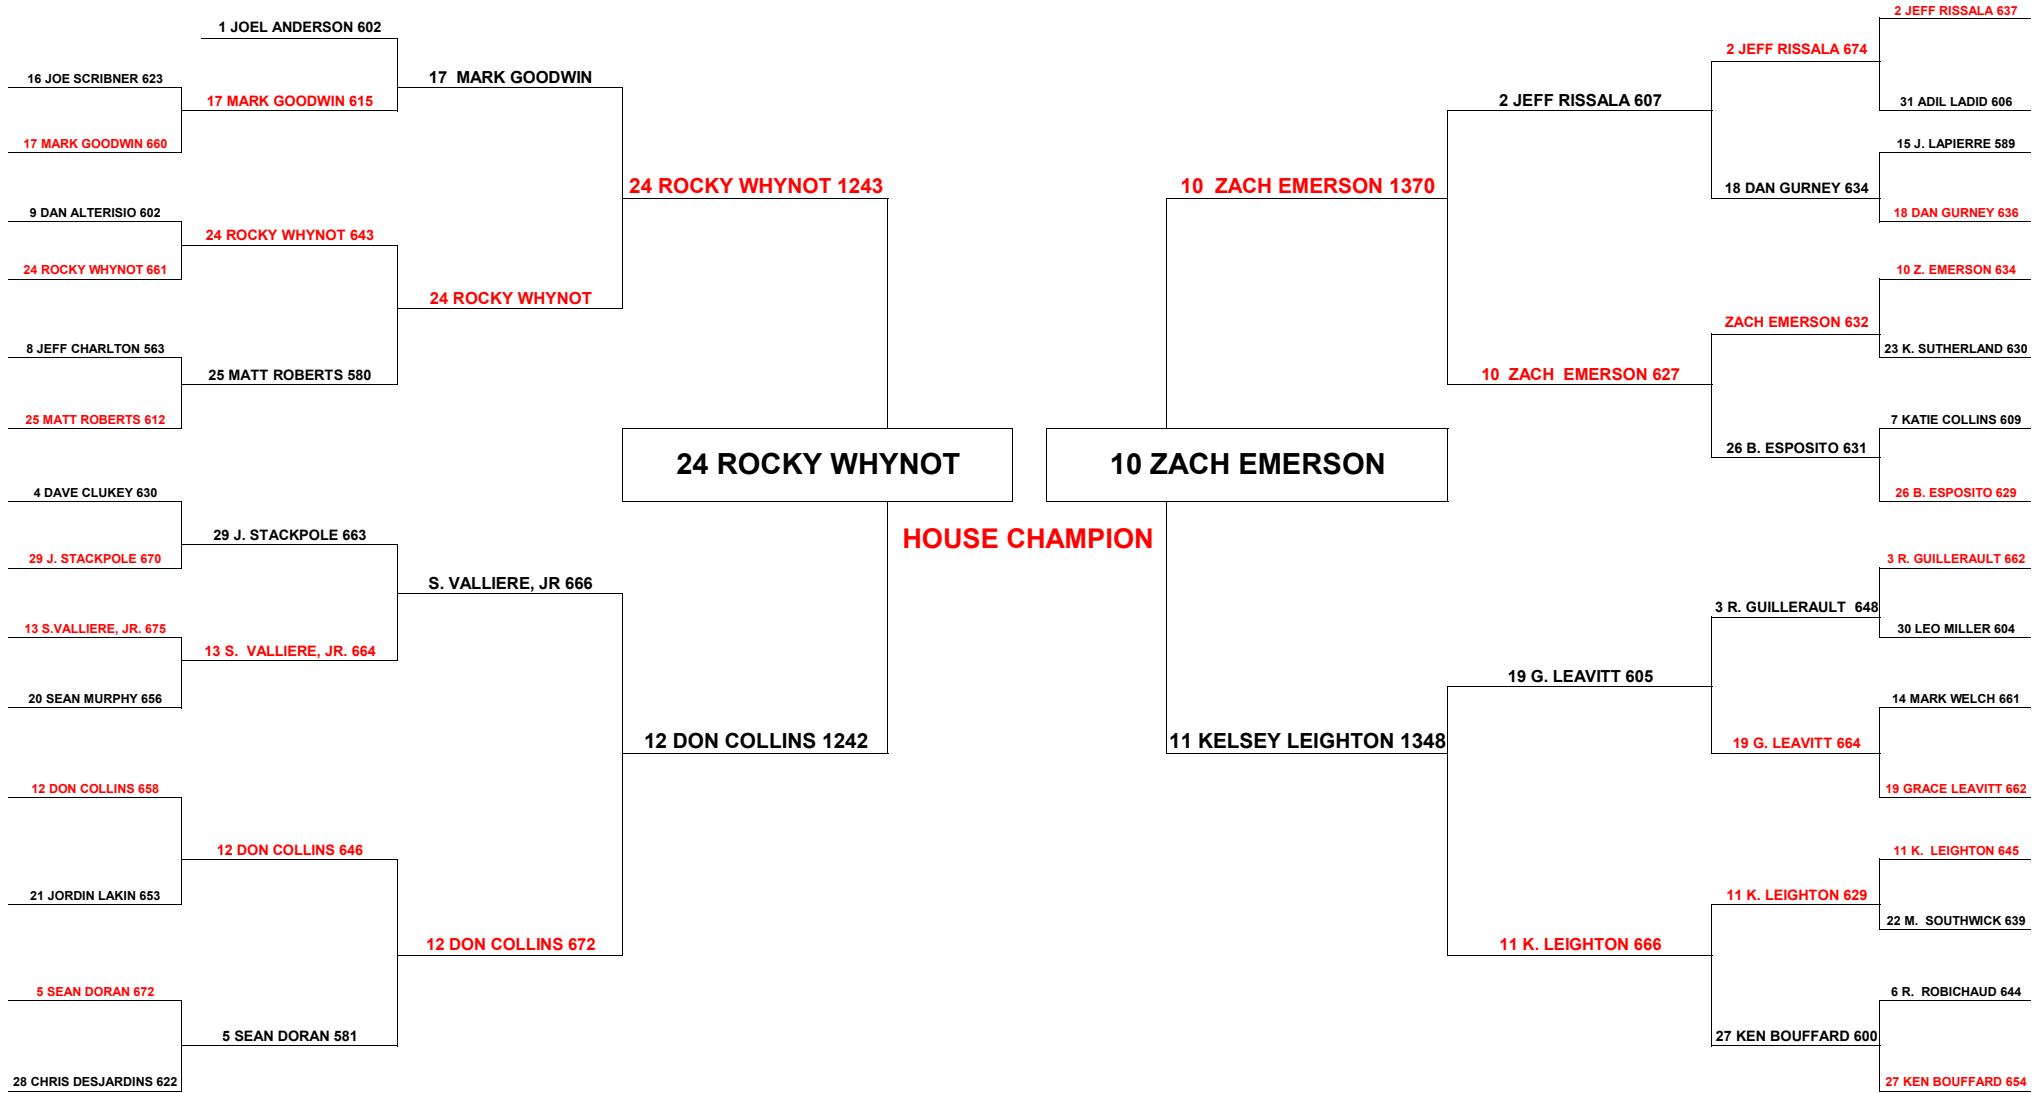 1 JOEL ANDERSON 602
16 JOE SCRIBNER 623
17 MARK GOODWIN 615
17 MARK GOODWIN 660
17  MARK GOODWIN
9 DAN ALTERISIO 602
24 ROCKY WHYNOT 643
24 ROCKY WHYNOT 661
24 ROCKY WHYNOT
8 JEFF CHARLTON 563
25 MATT ROBERTS 580
25 MATT ROBERTS 612
24 ROCKY WHYNOT 1243
4 DAVE CLUKEY 630
29 J. STACKPOLE 663
29 J. STACKPOLE 670
S. VALLIERE, JR 666
13 S.VALLIERE, JR. 675
13 S.  VALLIERE, JR. 664
20 SEAN MURPHY 656
12 DON COLLINS 1242
12 DON COLLINS 658
12 DON COLLINS 646
21 JORDIN LAKIN 653
12 DON COLLINS 672
5 SEAN DORAN 672
5 SEAN DORAN 581
28 CHRIS DESJARDINS 622
24 ROCKY WHYNOT
10 ZACH EMERSON
HOUSE CHAMPION
2 JEFF RISSALA 637
2 JEFF RISSALA 674
31 ADIL LADID 606
2 JEFF RISSALA 607
15 J. LAPIERRE 589
18 DAN GURNEY 634
18 DAN GURNEY 636
10  ZACH EMERSON 1370
10 Z. EMERSON 634
ZACH EMERSON 632
23 K. SUTHERLAND 630
10  ZACH  EMERSON 627
7 KATIE COLLINS 609
26 B. ESPOSITO 631
26 B. ESPOSITO 629
3 R. GUILLERAULT 662
3 R. GUILLERAULT  648
30 LEO MILLER 604
19 G. LEAVITT 605
14 MARK WELCH 661
19 G. LEAVITT 664
19 GRACE LEAVITT 662
11 KELSEY LEIGHTON 1348
11 K.  LEIGHTON 645
11 K. LEIGHTON 629
22 M.  SOUTHWICK 639
11 K. LEIGHTON 666
6 R.  ROBICHAUD 644
27 KEN BOUFFARD 600
27 KEN BOUFFARD 654